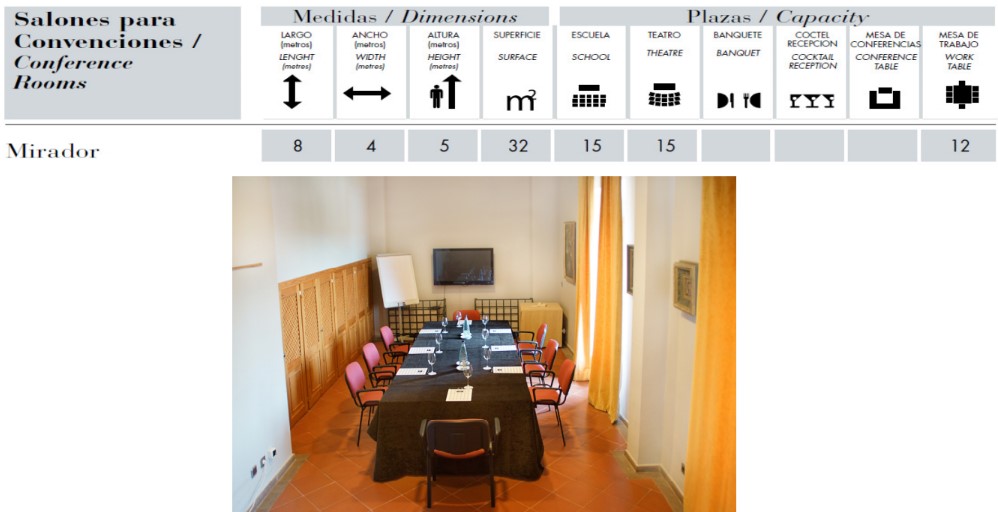 Salones para
Convenciones /
Conference
Rooms
Medidas / Dimensions
Plazas / Capacity
LARGO
(metros)
LENGHT
(metres)
ANCHO
(metros)
WIDTH
(metres)
ALTURA
(metros)
HEIGHT
(metres)
SUPERFICIE
SURFACE
m²
ESCUELA
SCHOOL
TEATRO
THEATRE
BANQUETE
BANQUET
COCTEL
RECEPCION
COCKTAIL
RECEPTION
MESA DE
CONFERENCIAS
CONFERENCE
TABLE
MESA DE
TRABAJO
WORK
TABLE
Mirador 8 4 5 32 15 15 12